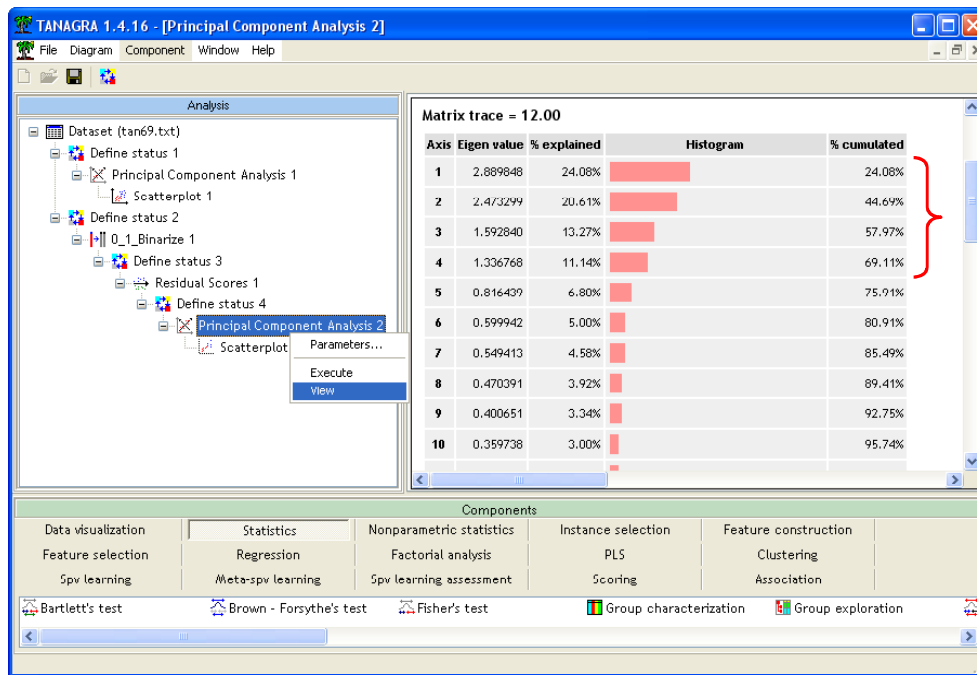 TANAGRA 1.4.16 - [Principal Component Analysis 2]
File Diagram Component Window Help
Analysis
Dataset (tan69.txt)
Define status 1
Principal Component Analysis 1
Scatterplot 1
Define status 2
0_1_Binarize 1
Define status 3
Residual Scores 1
Define status 4
Principal Component Analysis 2
Scatterplot
Parameters...
Execute
View
Matrix trace = 12.00
Axis Eigen value % explained Histogram % cumulated
1 2.889848 24.08% 24.08%
2 2.473299 20.61% 44.69%
3 1.592840 13.27% 57.97%
4 1.336768 11.14% 69.11%
5 0.816439 6.80% 75.91%
6 0.599942 5.00% 80.91%
7 0.549413 4.58% 85.49%
8 0.470391 3.92% 89.41%
9 0.400651 3.34% 92.75%
10 0.359738 3.00% 95.74%
Components
Data visualization Statistics Nonparametric statistics Instance selection Feature construction
Feature selection Regression Factorial analysis PLS Clustering
Spv learning Meta-spv learning Spv learning assessment Scoring Association
Bartlett's test Brown - Forsythe's test Fisher's test Group characterization Group exploration